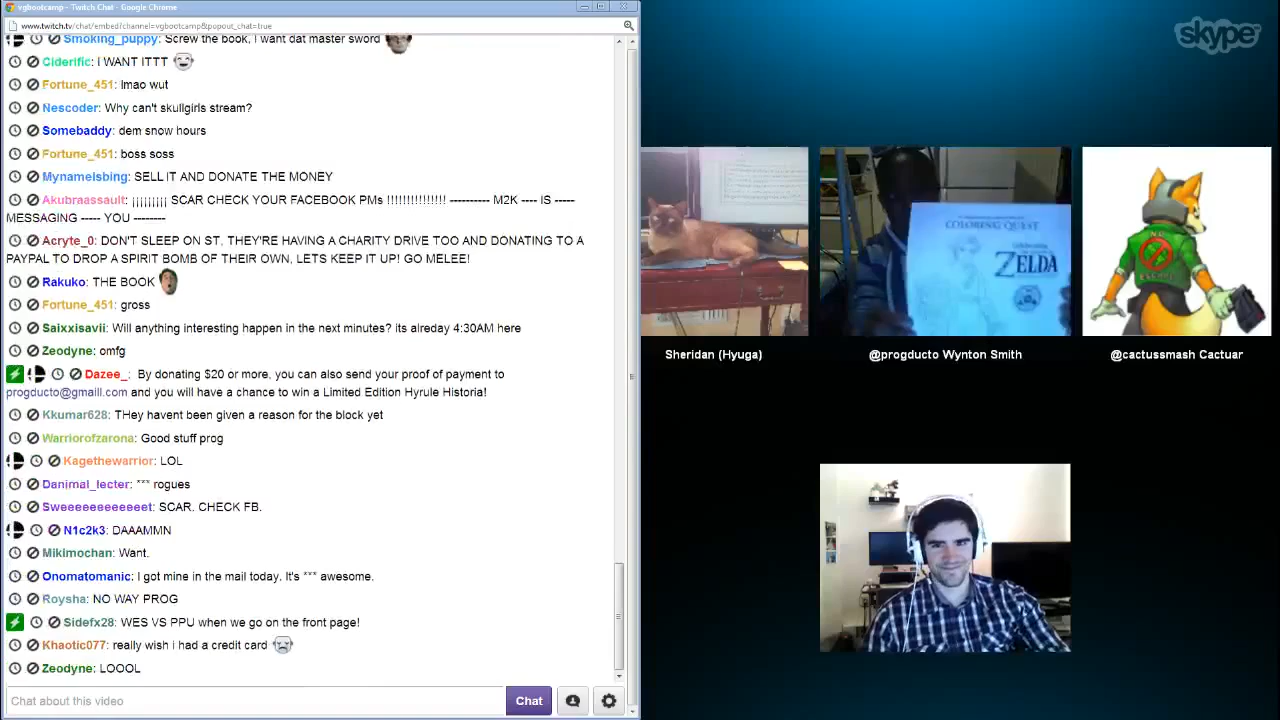 vgbootcamp - Twitch Chat - Google Chrome
www.twitch.tv/chat/embed?channel=vgbootcamp&popout_chat=true
Smoking_puppy: Screw the book, I want dat master sword
Ciderific: I WANT ITTT
Fortune_451: lmao wut
Nescoder: Why can't skullgirls stream?
Somebaddy: dem snow hours
Fortune_451: boss soss
Mynameisbing: SELL IT AND DONATE THE MONEY
Akubraassault: ¡¡¡¡¡¡¡¡¡ SCAR CHECK YOUR FACEBOOK PMs !!!!!!!!!!!!!!! ---------- M2K ---- IS -----
MESSAGING ----- YOU --------
Acryte_0: DON'T SLEEP ON ST, THEY'RE HAVING A CHARITY DRIVE TOO AND DONATING TO A
PAYPAL TO DROP A SPIRIT BOMB OF THEIR OWN, LETS KEEP IT UP! GO MELEE!
Rakuko: THE BOOK
Fortune_451: gross
Saixxisavii: Will anything interesting happen in the next minutes? its alreday 4:30AM here
Zeodyne: omfg
Dazee_: By donating $20 or more, you can also send your proof of payment to
progducto@gmaill.com and you will have a chance to win a Limited Edition Hyrule Historia!
Kkumar628: THey havent been given a reason for the block yet
Warriorofzarona: Good stuff prog
Kagethewarrior: LOL
Danimal_lecter: *** rogues
Sweeeeeeeeeeeet: SCAR. CHECK FB.
N1c2k3: DAAAMMN
Mikimochan: Want.
Onomatomanic: I got mine in the mail today. It's *** awesome.
Roysha: NO WAY PROG
Sidefx28: WES VS PPU when we go on the front page!
Khaotic077: really wish i had a credit card
Zeodyne: LOOOL
Chat about this video
Chat
skype
COLORING QUEST
ZELDA
NO
Sheridan (Hyuga)
@progducto Wynton Smith
@cactussmash Cactuar